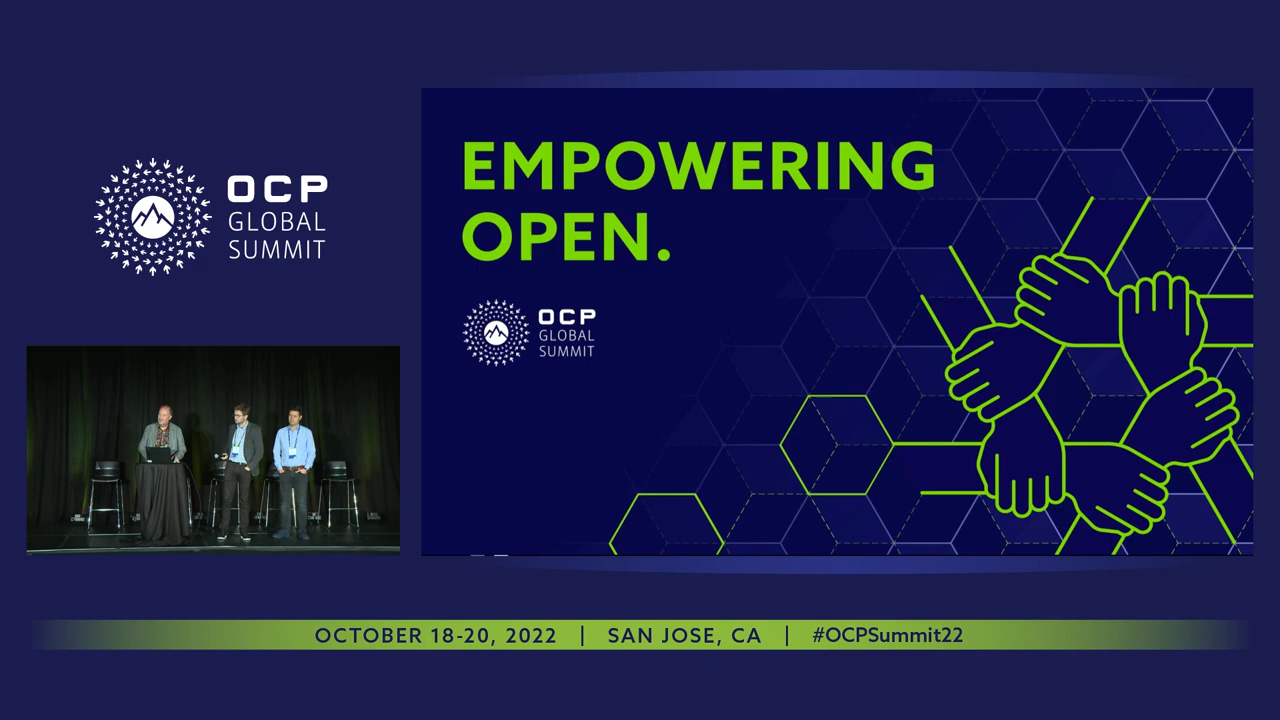 OCP
GLOBAL
SUMMIT
EMPOWERING
OPEN.
OCP
GLOBAL
SUMMIT
OCTOBER 18-20, 2022 | SAN JOSE, CA | #OCPSummit22